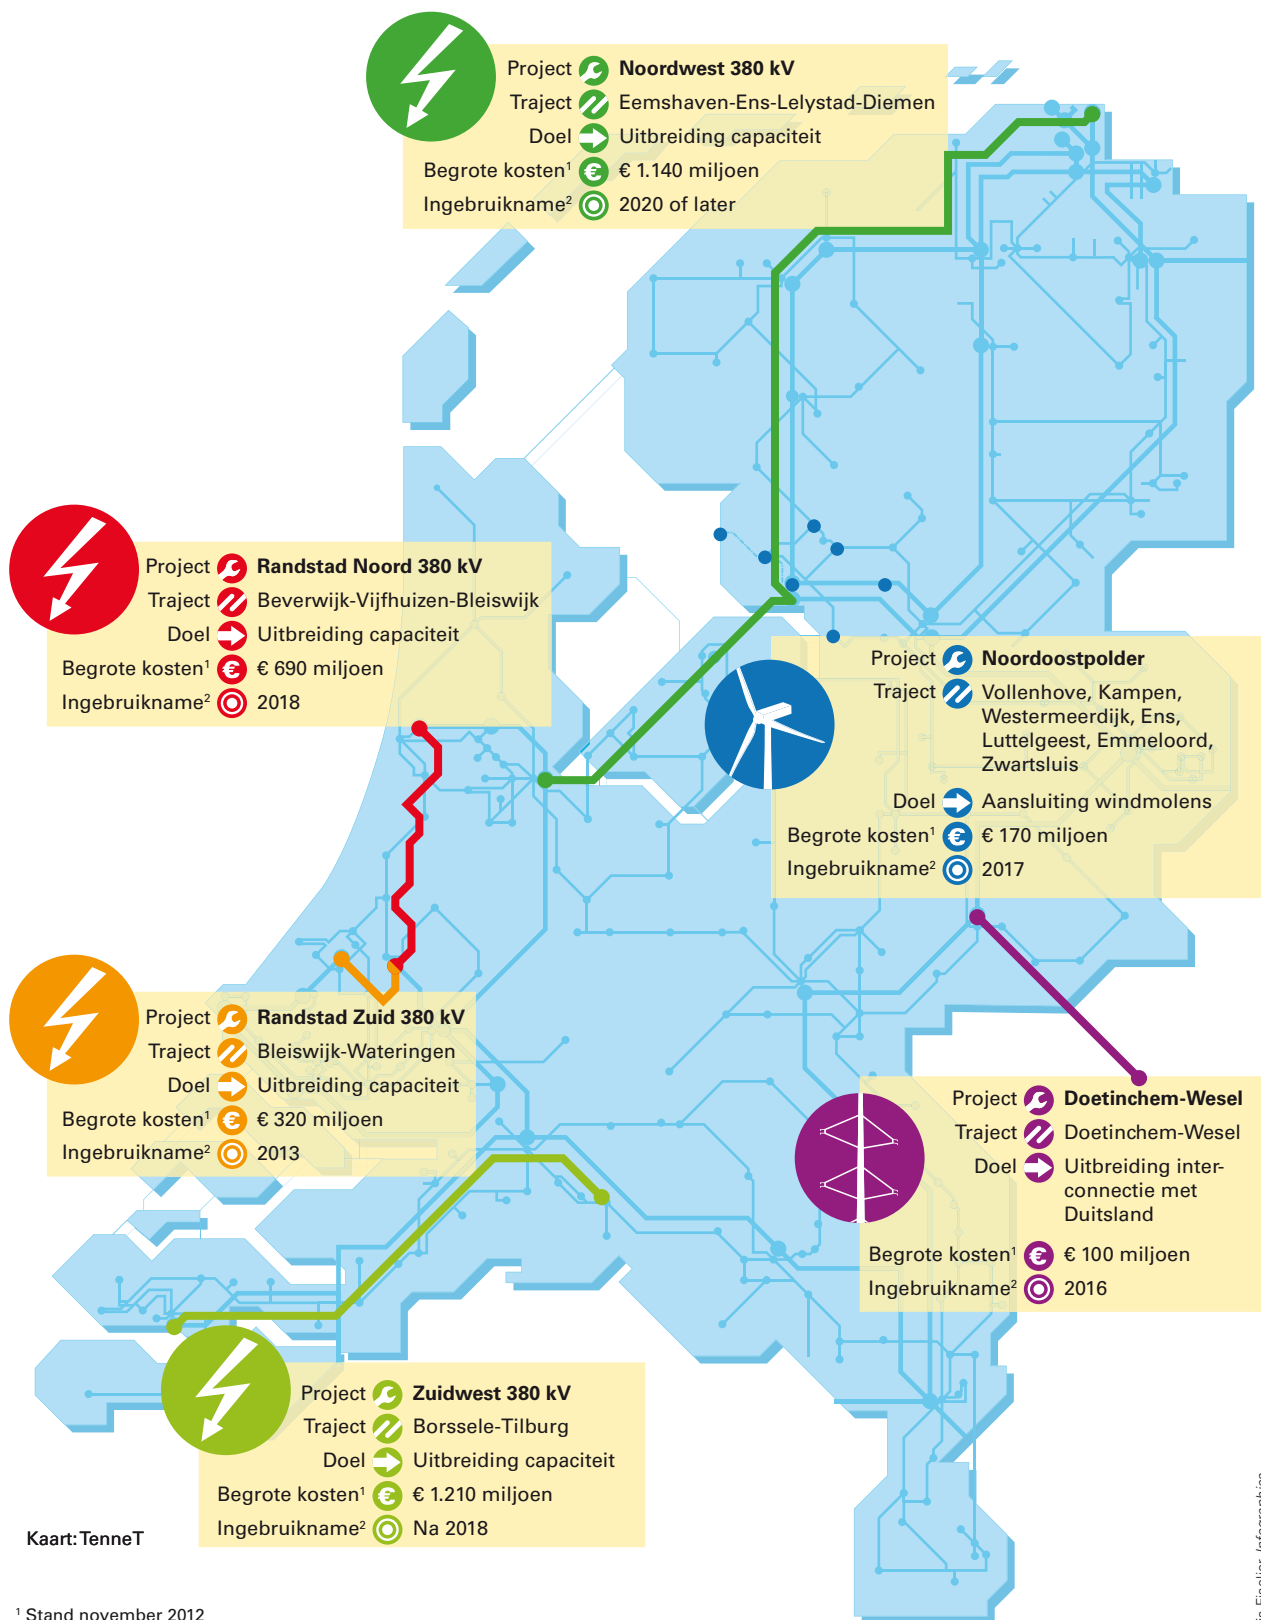 Project Noordwest 380 kV
Traject Eemshaven-Ens-Lelystad-Diemen
Doel Uitbreiding capaciteit
Begrote kosten¹ € 1.140 miljoen
Ingebruikname² 2020 of later
Project Randstad Noord 380 kV
Traject Beverwijk-Vijfhuizen-Bleiswijk
Doel Uitbreiding capaciteit
Begrote kosten¹ € 690 miljoen
Ingebruikname² 2018
Project Noordoostpolder
Traject Vollenhove, Kampen,
Westermeerdijk, Ens,
Luttelgeest, Emmeloord,
Zwartsluis
Doel Aansluiting windmolens
Begrote kosten¹ € 170 miljoen
Ingebruikname² 2017
Project Randstad Zuid 380 kV
Traject Bleiswijk-Wateringen
Doel Uitbreiding capaciteit
Begrote kosten¹ € 320 miljoen
Ingebruikname² 2013
Project Doetinchem-Wesel
Traject Doetinchem-Wesel
Doel Uitbreiding inter-
connectie met
Duitsland
Begrote kosten¹ € 100 miljoen
Ingebruikname² 2016
Project Zuidwest 380 kV
Traject Borssele-Tilburg
Doel Uitbreiding capaciteit
Begrote kosten¹ € 1.210 miljoen
Ingebruikname² Na 2018
Kaart: TenneT
¹ Stand november 2012